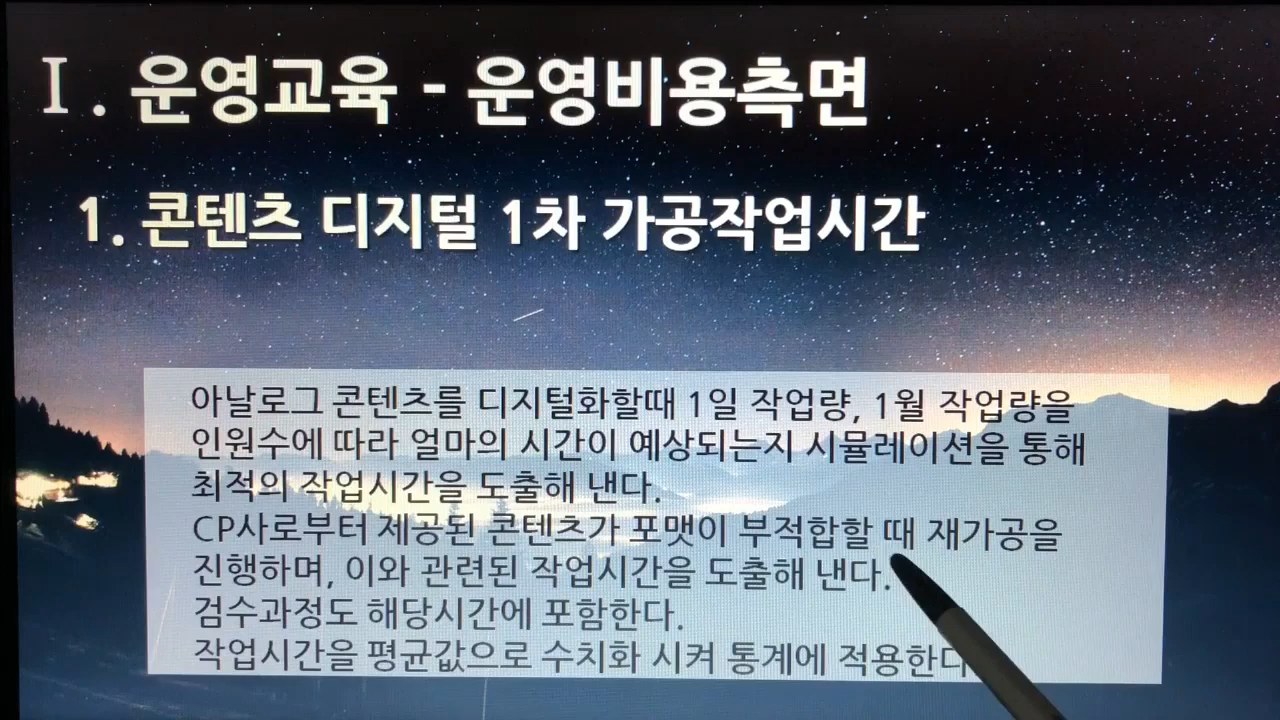 Ⅰ. 운영교육 - 운영비용측면
1. 콘텐츠 디지털 1차 가공작업시간
아날로그 콘텐츠를 디지털화할때 1일 작업량, 1월 작업량을
인원수에 따라 얼마의 시간이 예상되는지 시뮬레이션을 통해
최적의 작업시간을 도출해 낸다.
CP사로부터 제공된 콘텐츠가 포맷이 부적합할 때 재가공을
진행하며, 이와 관련된 작업시간을 도출해 낸다.
검수과정도 해당시간에 포함한다.
작업시간을 평균값으로 수치화 시켜 통계에 적용한다